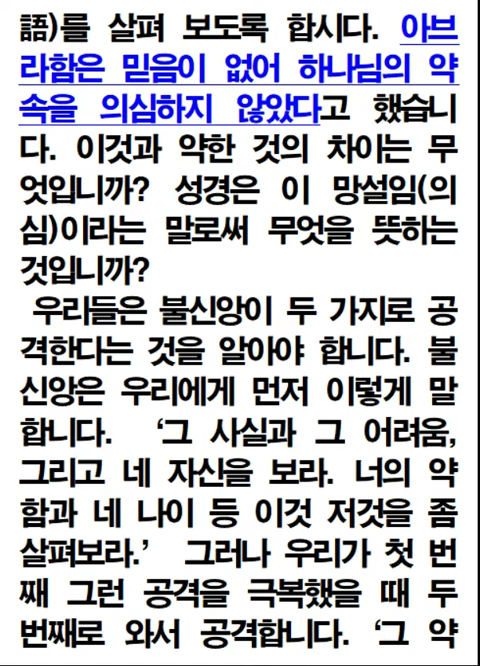 語)를 살펴 보도록 합시다. 아브
라함은 믿음이 없어 하나님의 약
속을 의심하지 않았다고 했습니
다. 이것과 약한 것의 차이는 무
엇입니까? 성경은 이 망설임(의
심)이라는 말로써 무엇을 뜻하는
것입니까?
우리들은 불신앙이 두 가지로 공
격한다는 것을 알아야 합니다. 불
신앙은 우리에게 먼저 이렇게 말
합니다. ‘그 사실과 그 어려움,
그리고 네 자신을 보라. 너의 약
함과 네 나이 등 이것 저것을 좀
살펴보라.’ 그러나 우리가 첫 번
째 그런 공격을 극복했을 때 두
번째로 와서 공격합니다. ‘그 약